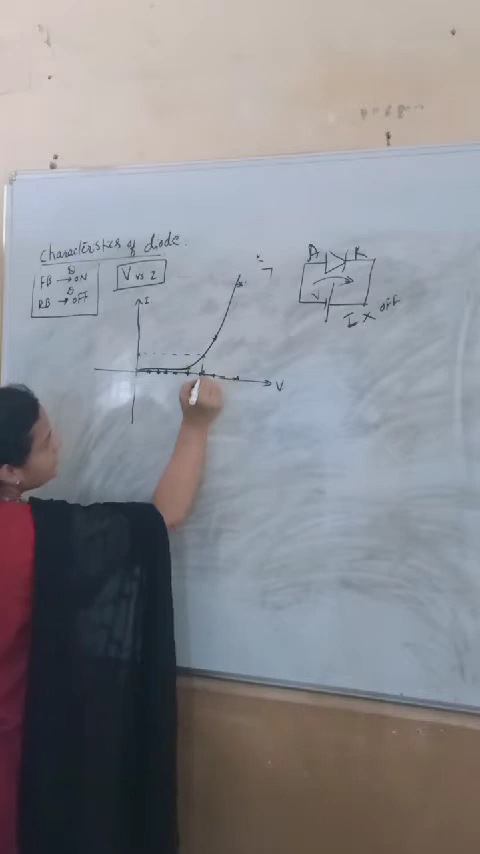 Characteristics of diode.
FB D → ON
RB D → OFF
V vs I
I
V
A K
V
I X OFF